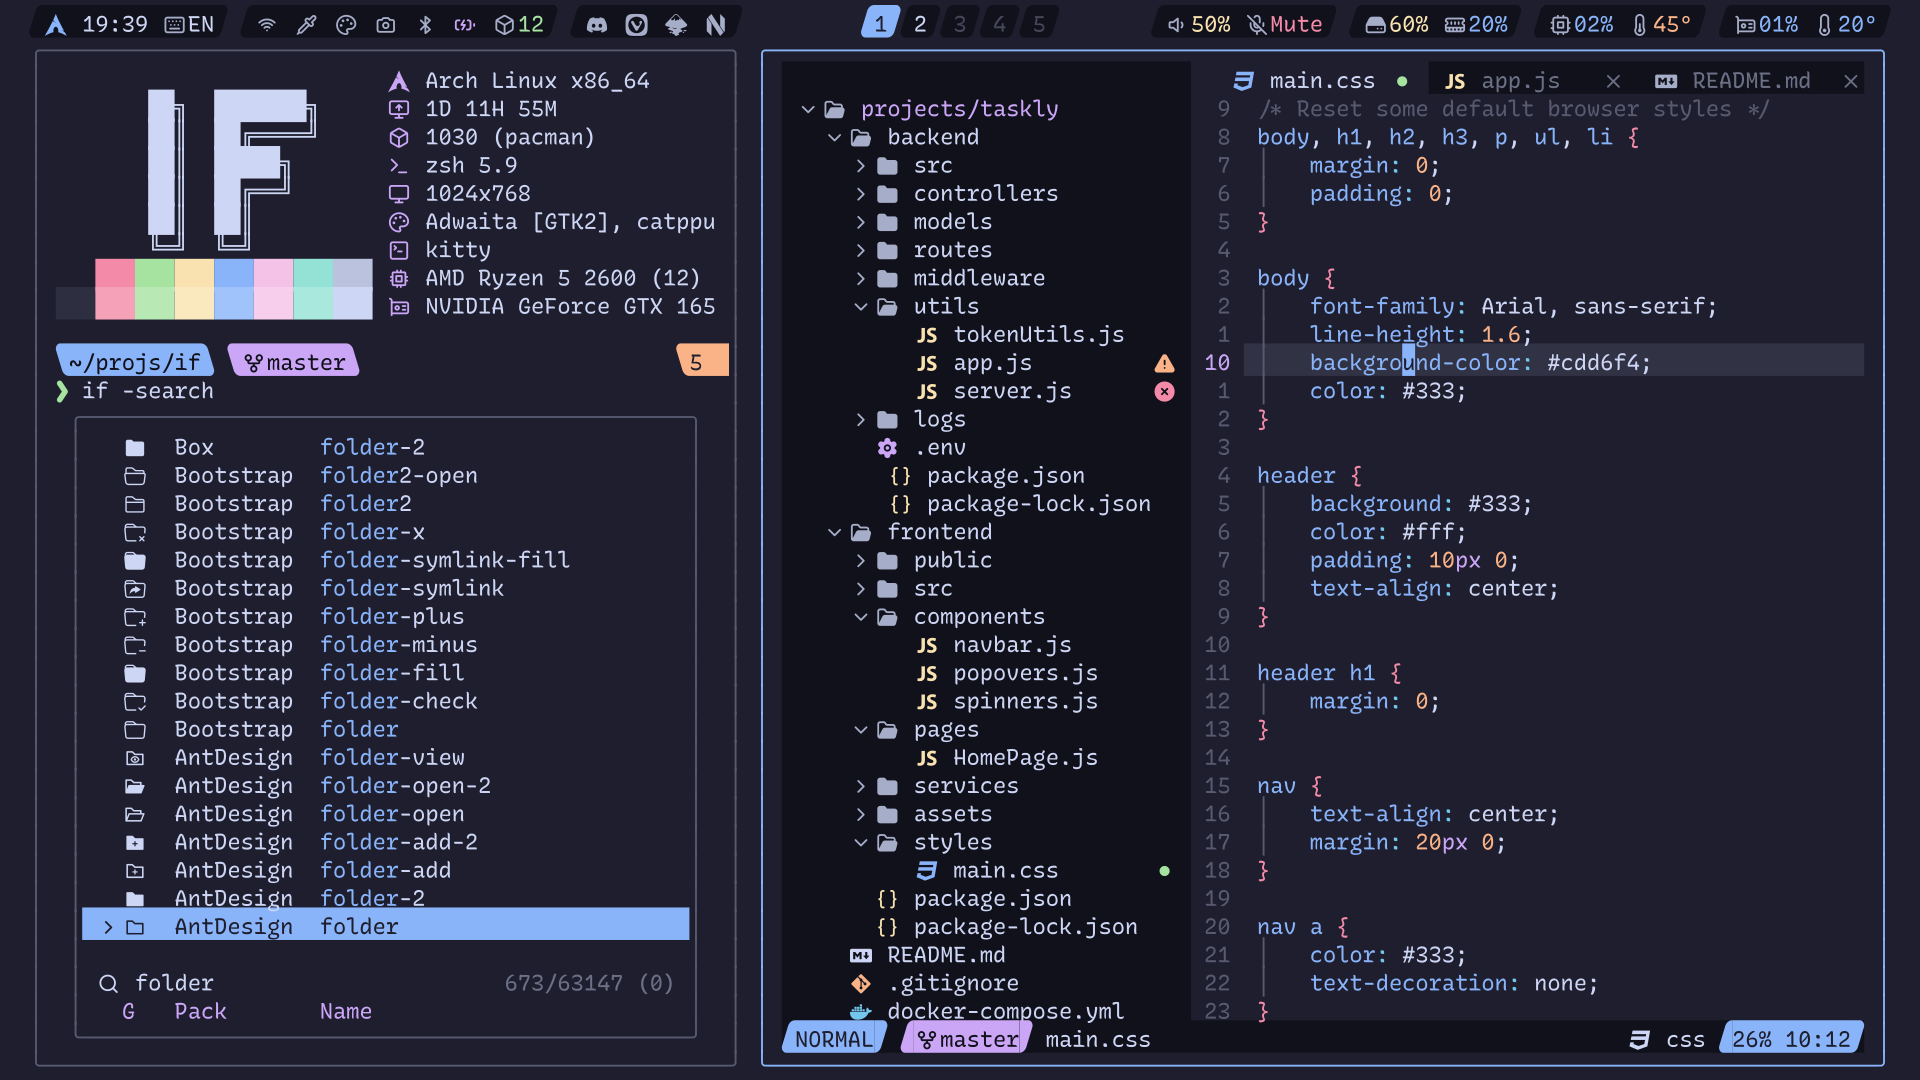 19:39 EN 12
1 2 3 4 5
50% Mute 60% 20% 02% 45° 01% 20°
IF
Arch Linux x86_64
1D 11H 55M
1030 (pacman)
zsh 5.9
1024x768
Adwaita [GTK2], catppu
kitty
AMD Ryzen 5 2600 (12)
NVIDIA GeForce GTX 165
~/projs/if master 5
❯ if -search
Box folder-2
Bootstrap folder2-open
Bootstrap folder2
Bootstrap folder-x
Bootstrap folder-symlink-fill
Bootstrap folder-symlink
Bootstrap folder-plus
Bootstrap folder-minus
Bootstrap folder-fill
Bootstrap folder-check
Bootstrap folder
AntDesign folder-view
AntDesign folder-open-2
AntDesign folder-open
AntDesign folder-add-2
AntDesign folder-add
AntDesign folder-2
> AntDesign folder
folder 673/63147 (0)
G Pack Name
projects/taskly
backend
src
controllers
models
routes
middleware
utils
JS tokenUtils.js
JS app.js
JS server.js
logs
.env
{} package.json
{} package-lock.json
frontend
public
src
components
JS navbar.js
JS popovers.js
JS spinners.js
pages
JS HomePage.js
services
assets
styles
main.css
{} package.json
{} package-lock.json
README.md
.gitignore
docker-compose.yml
main.css JS app.js README.md
9 /* Reset some default browser styles */
8 body, h1, h2, h3, p, ul, li {
7 margin: 0;
6 padding: 0;
5 }
4
3 body {
2 font-family: Arial, sans-serif;
1 line-height: 1.6;
10 background-color: #cdd6f4;
1 color: #333;
2 }
3
4 header {
5 background: #333;
6 color: #fff;
7 padding: 10px 0;
8 text-align: center;
9 }
10
11 header h1 {
12 margin: 0;
13 }
14
15 nav {
16 text-align: center;
17 margin: 20px 0;
18 }
19
20 nav a {
21 color: #333;
22 text-decoration: none;
23 }
NORMAL master main.css css 26% 10:12